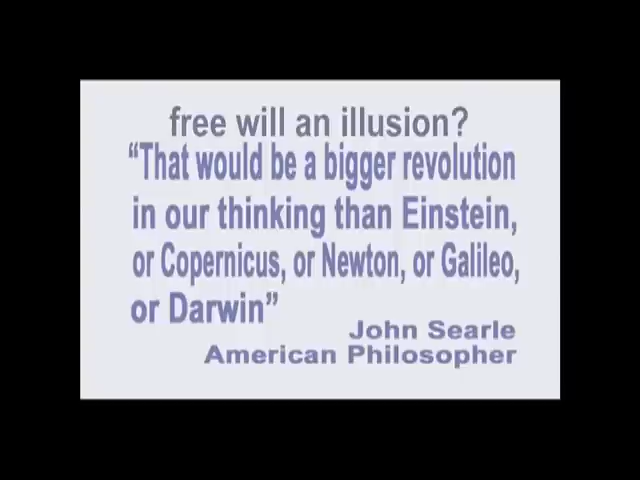 free will an illusion?
“That would be a bigger revolution
in our thinking than Einstein,
or Copernicus, or Newton, or Galileo,
or Darwin”
John Searle
American Philosopher